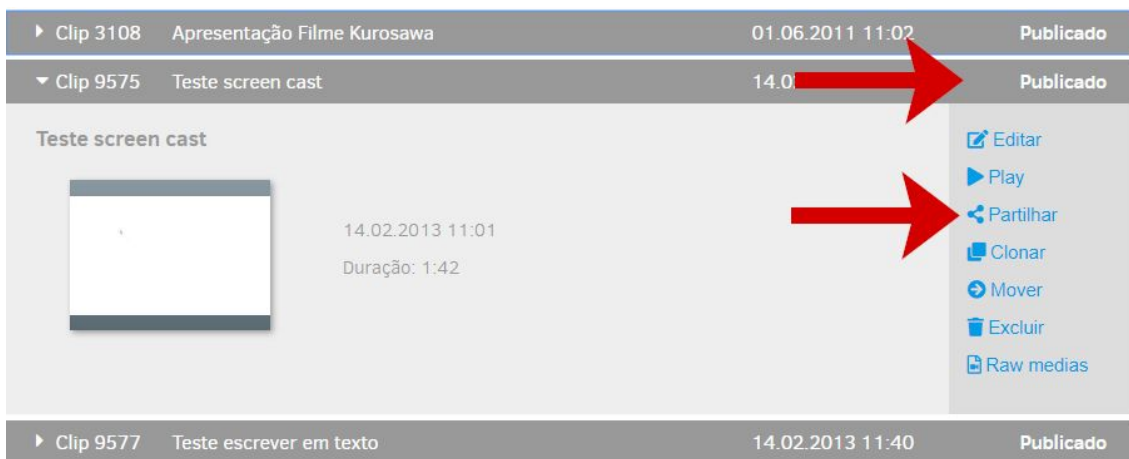 Clip 3108 Apresentação Filme Kurosawa 01.06.2011 11:02 Publicado
Clip 9575 Teste screen cast 14.0 Publicado
Teste screen cast
14.02.2013 11:01
Duração: 1:42
Editar
Play
Partilhar
Clonar
Mover
Excluir
Raw medias
Clip 9577 Teste escrever em texto 14.02.2013 11:40 Publicado